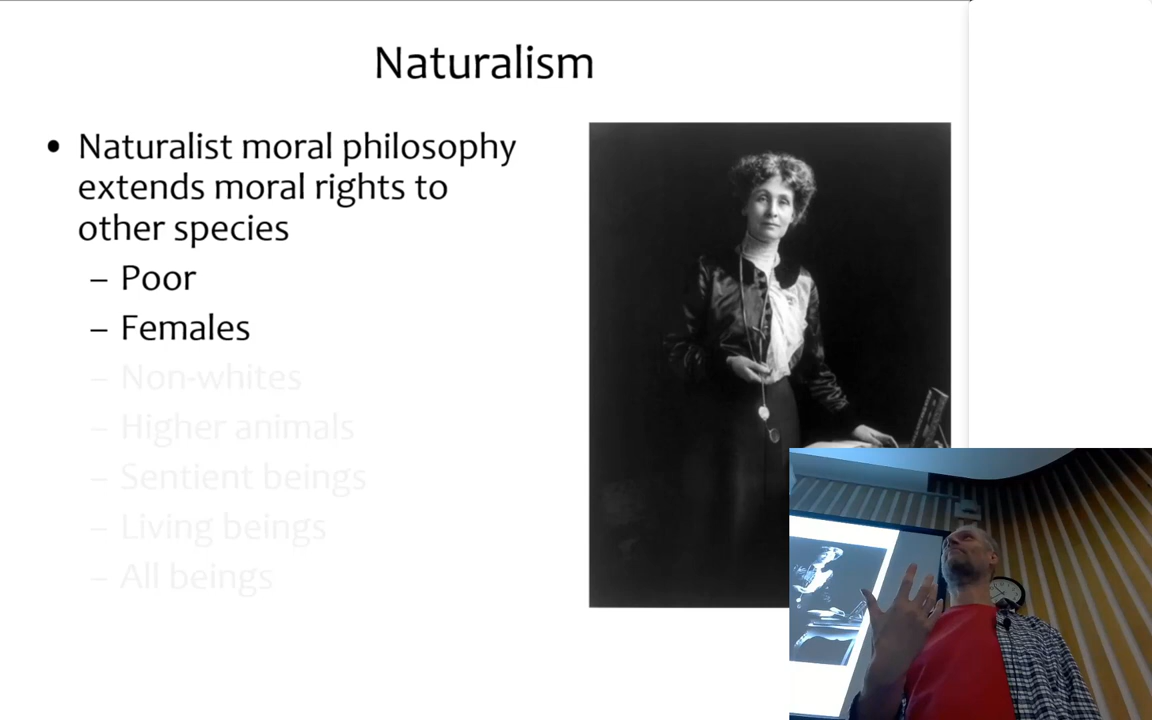 Naturalism
• Naturalist moral philosophy
extends moral rights to
other species
– Poor
– Females
– Non-whites
– Higher animals
– Sentient beings
– Living beings
– All beings